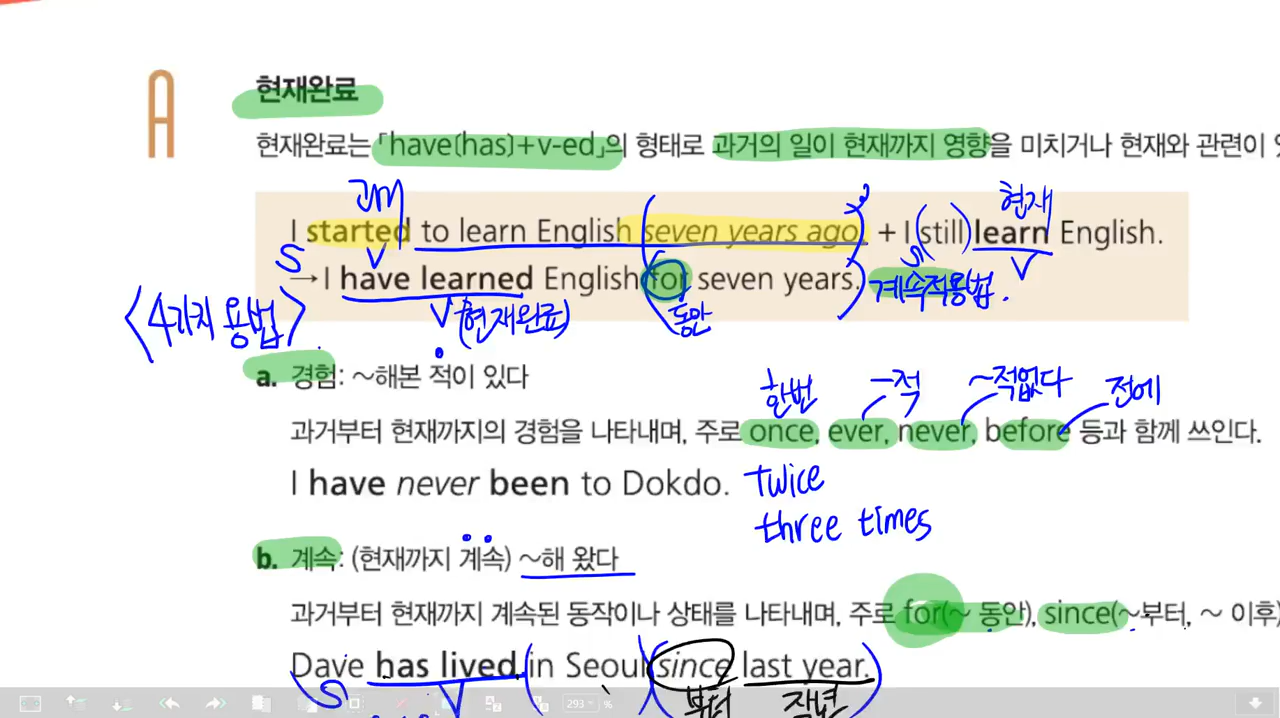 A
현재완료
현재완료는 「have(has)+v-ed」의 형태로 과거의 일이 현재까지 영향을 미치거나 현재와 관련이
과거
현재
I started to learn English seven years ago. + I (still) learn English.
S V S V
→ I have learned English for seven years. 계속적용법.
<4가지 용법>
V (현재완료) 동안
a. 경험: ~해본 적이 있다
한번 ~적 ~적없다 전에
과거부터 현재까지의 경험을 나타내며, 주로 once, ever, never, before 등과 함께 쓰인다.
I have never been to Dokdo.
twice
three times
b. 계속: (현재까지 계속) ~해 왔다
과거부터 현재까지 계속된 동작이나 상태를 나타내며, 주로 for(~ 동안), since(~부터, ~ 이후)
Dave has lived in Seoul since last year.
S V 부터 작년
293 %